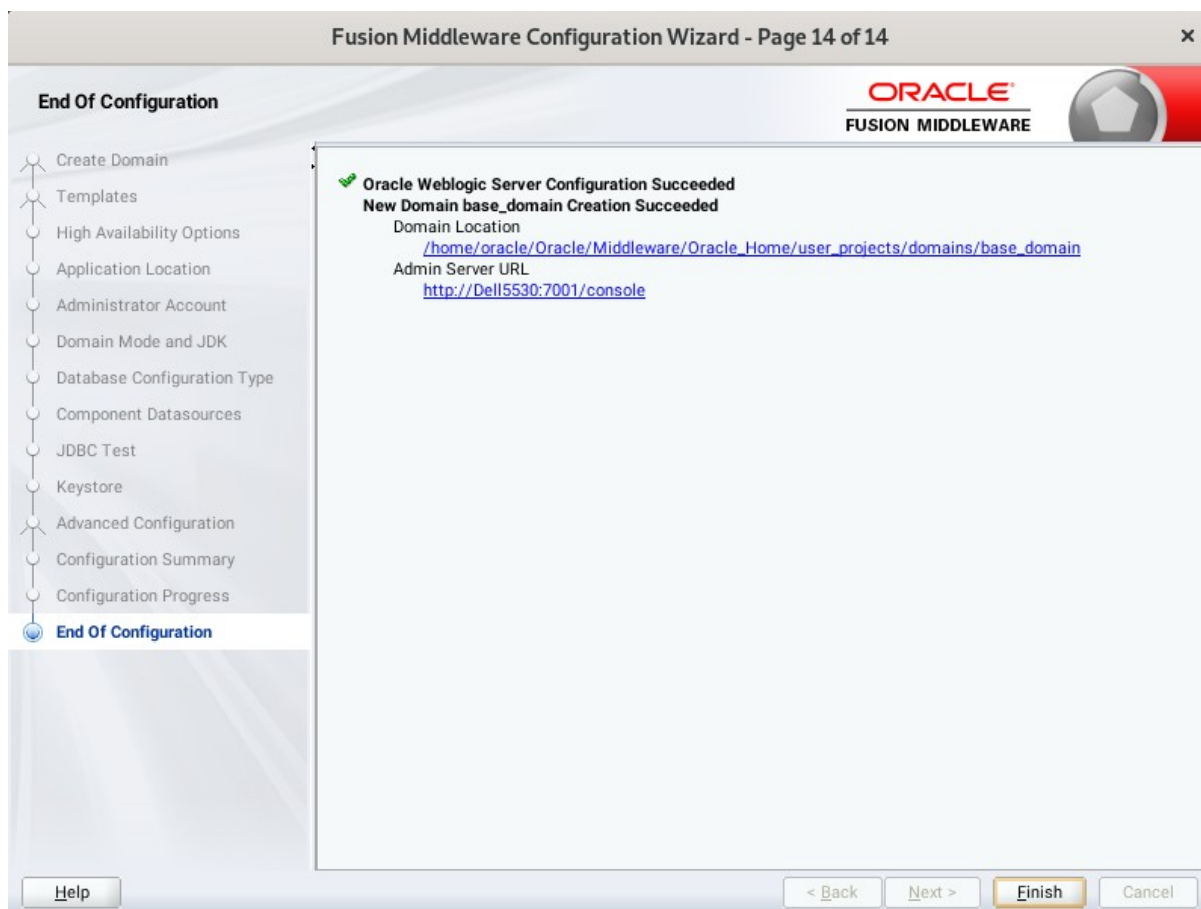 Fusion Middleware Configuration Wizard - Page 14 of 14
End Of Configuration
ORACLE
FUSION MIDDLEWARE
Create Domain
Templates
High Availability Options
Application Location
Administrator Account
Domain Mode and JDK
Database Configuration Type
Component Datasources
JDBC Test
Keystore
Advanced Configuration
Configuration Summary
Configuration Progress
End Of Configuration
Oracle Weblogic Server Configuration Succeeded
New Domain base_domain Creation Succeeded
Domain Location
/home/oracle/Oracle/Middleware/Oracle_Home/user_projects/domains/base_domain
Admin Server URL
http://Dell5530:7001/console
Help
< Back
Next >
Finish
Cancel